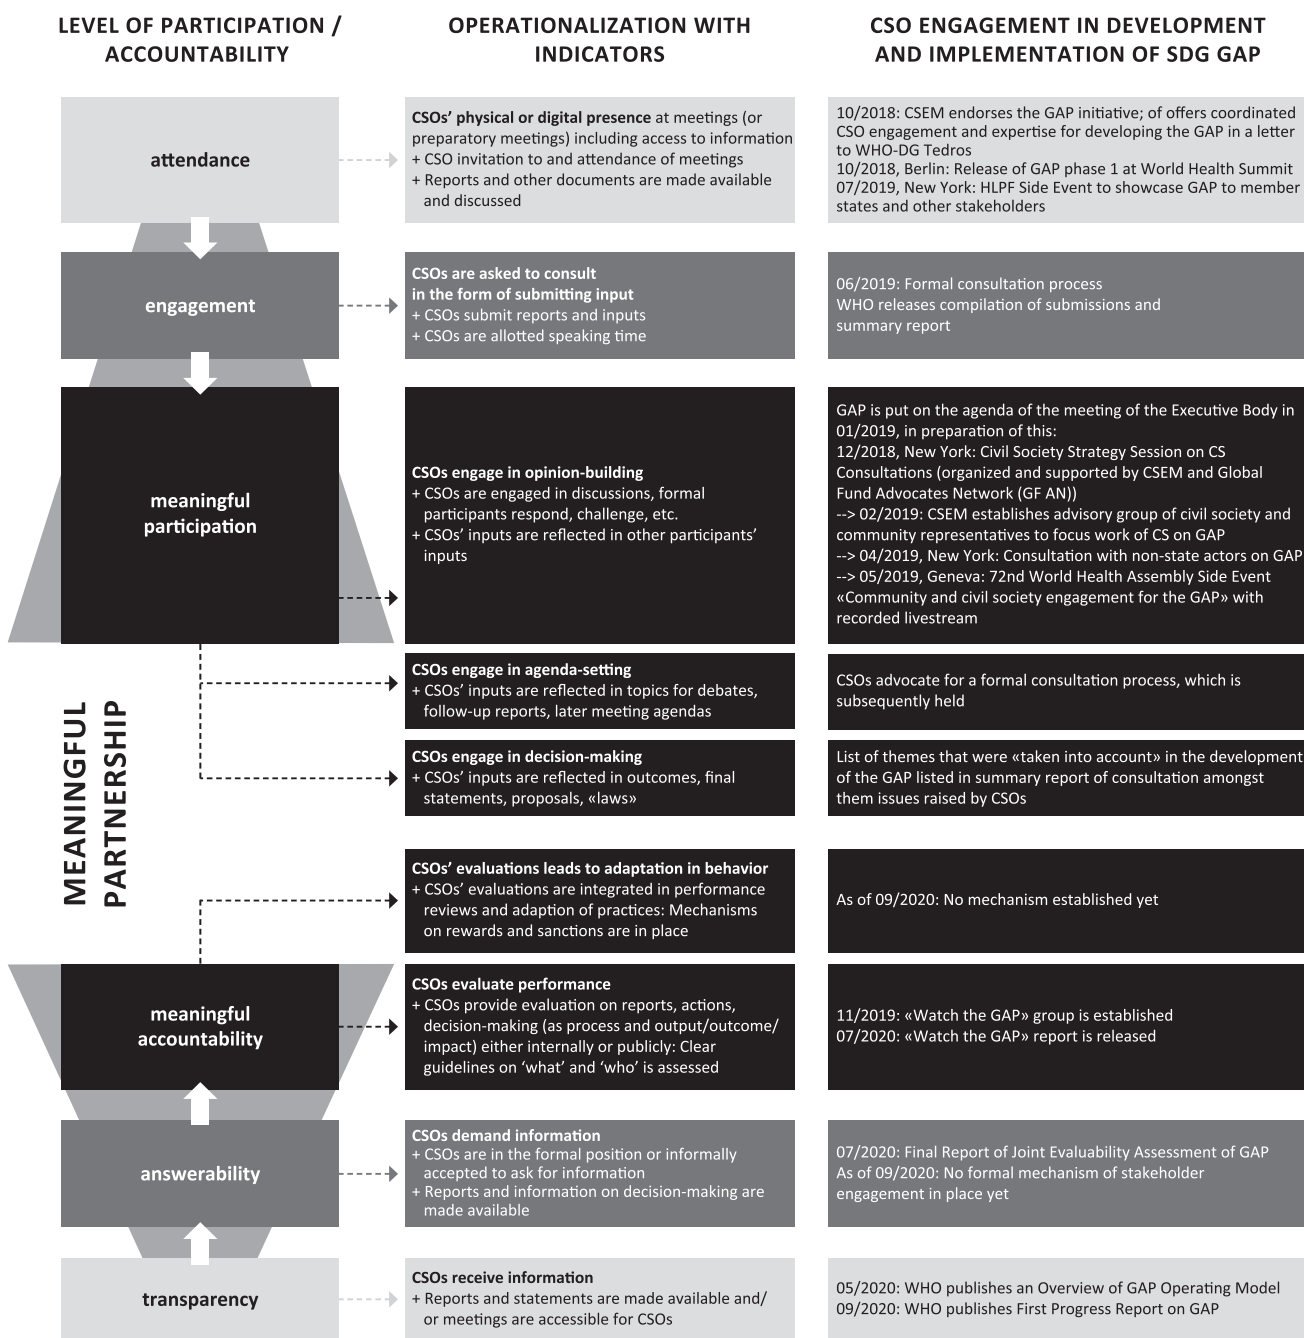 LEVEL OF PARTICIPATION /
ACCOUNTABILITY
OPERATIONALIZATION WITH
INDICATORS
CSO ENGAGEMENT IN DEVELOPMENT
AND IMPLEMENTATION OF SDG GAP
attendance
CSOs’ physical or digital presence at meetings (or
preparatory meetings) including access to information
+ CSO invitation to and attendance of meetings
+ Reports and other documents are made available
and discussed
10/2018: CSEM endorses the GAP initiative; of offers coordinated
CSO engagement and expertise for developing the GAP in a letter
to WHO-DG Tedros
10/2018, Berlin: Release of GAP phase 1 at World Health Summit
07/2019, New York: HLPF Side Event to showcase GAP to member
states and other stakeholders
engagement
CSOs are asked to consult
in the form of submitting input
+ CSOs submit reports and inputs
+ CSOs are allotted speaking time
06/2019: Formal consultation process
WHO releases compilation of submissions and
summary report
meaningful
participation
CSOs engage in opinion-building
+ CSOs are engaged in discussions, formal
participants respond, challenge, etc.
+ CSOs’ inputs are reflected in other participants’
inputs
GAP is put on the agenda of the meeting of the Executive Body in
01/2019, in preparation of this:
12/2018, New York: Civil Society Strategy Session on CS
Consultations (organized and supported by CSEM and Global
Fund Advocates Network (GF AN))
--> 02/2019: CSEM establishes advisory group of civil society and
community representatives to focus work of CS on GAP
--> 04/2019, New York: Consultation with non-state actors on GAP
--> 05/2019, Geneva: 72nd World Health Assembly Side Event
«Community and civil society engagement for the GAP» with
recorded livestream
CSOs engage in agenda-setting
+ CSOs’ inputs are reflected in topics for debates,
follow-up reports, later meeting agendas
CSOs advocate for a formal consultation process, which is
subsequently held
CSOs engage in decision-making
+ CSOs’ inputs are reflected in outcomes, final
statements, proposals, «laws»
List of themes that were «taken into account» in the development
of the GAP listed in summary report of consultation amongst
them issues raised by CSOs
MEANINGFUL
PARTNERSHIP
CSOs’ evaluations leads to adaptation in behavior
+ CSOs’ evaluations are integrated in performance
reviews and adaption of practices: Mechanisms
on rewards and sanctions are in place
As of 09/2020: No mechanism established yet
meaningful
accountability
CSOs evaluate performance
+ CSOs provide evaluation on reports, actions,
decision-making (as process and output/outcome/
impact) either internally or publicly: Clear
guidelines on ‘what’ and ‘who’ is assessed
11/2019: «Watch the GAP» group is established
07/2020: «Watch the GAP» report is released
answerability
CSOs demand information
+ CSOs are in the formal position or informally
accepted to ask for information
+ Reports and information on decision-making are
made available
07/2020: Final Report of Joint Evaluability Assessment of GAP
As of 09/2020: No formal mechanism of stakeholder
engagement in place yet
transparency
CSOs receive information
+ Reports and statements are made available and/
or meetings are accessible for CSOs
05/2020: WHO publishes an Overview of GAP Operating Model
09/2020: WHO publishes First Progress Report on GAP